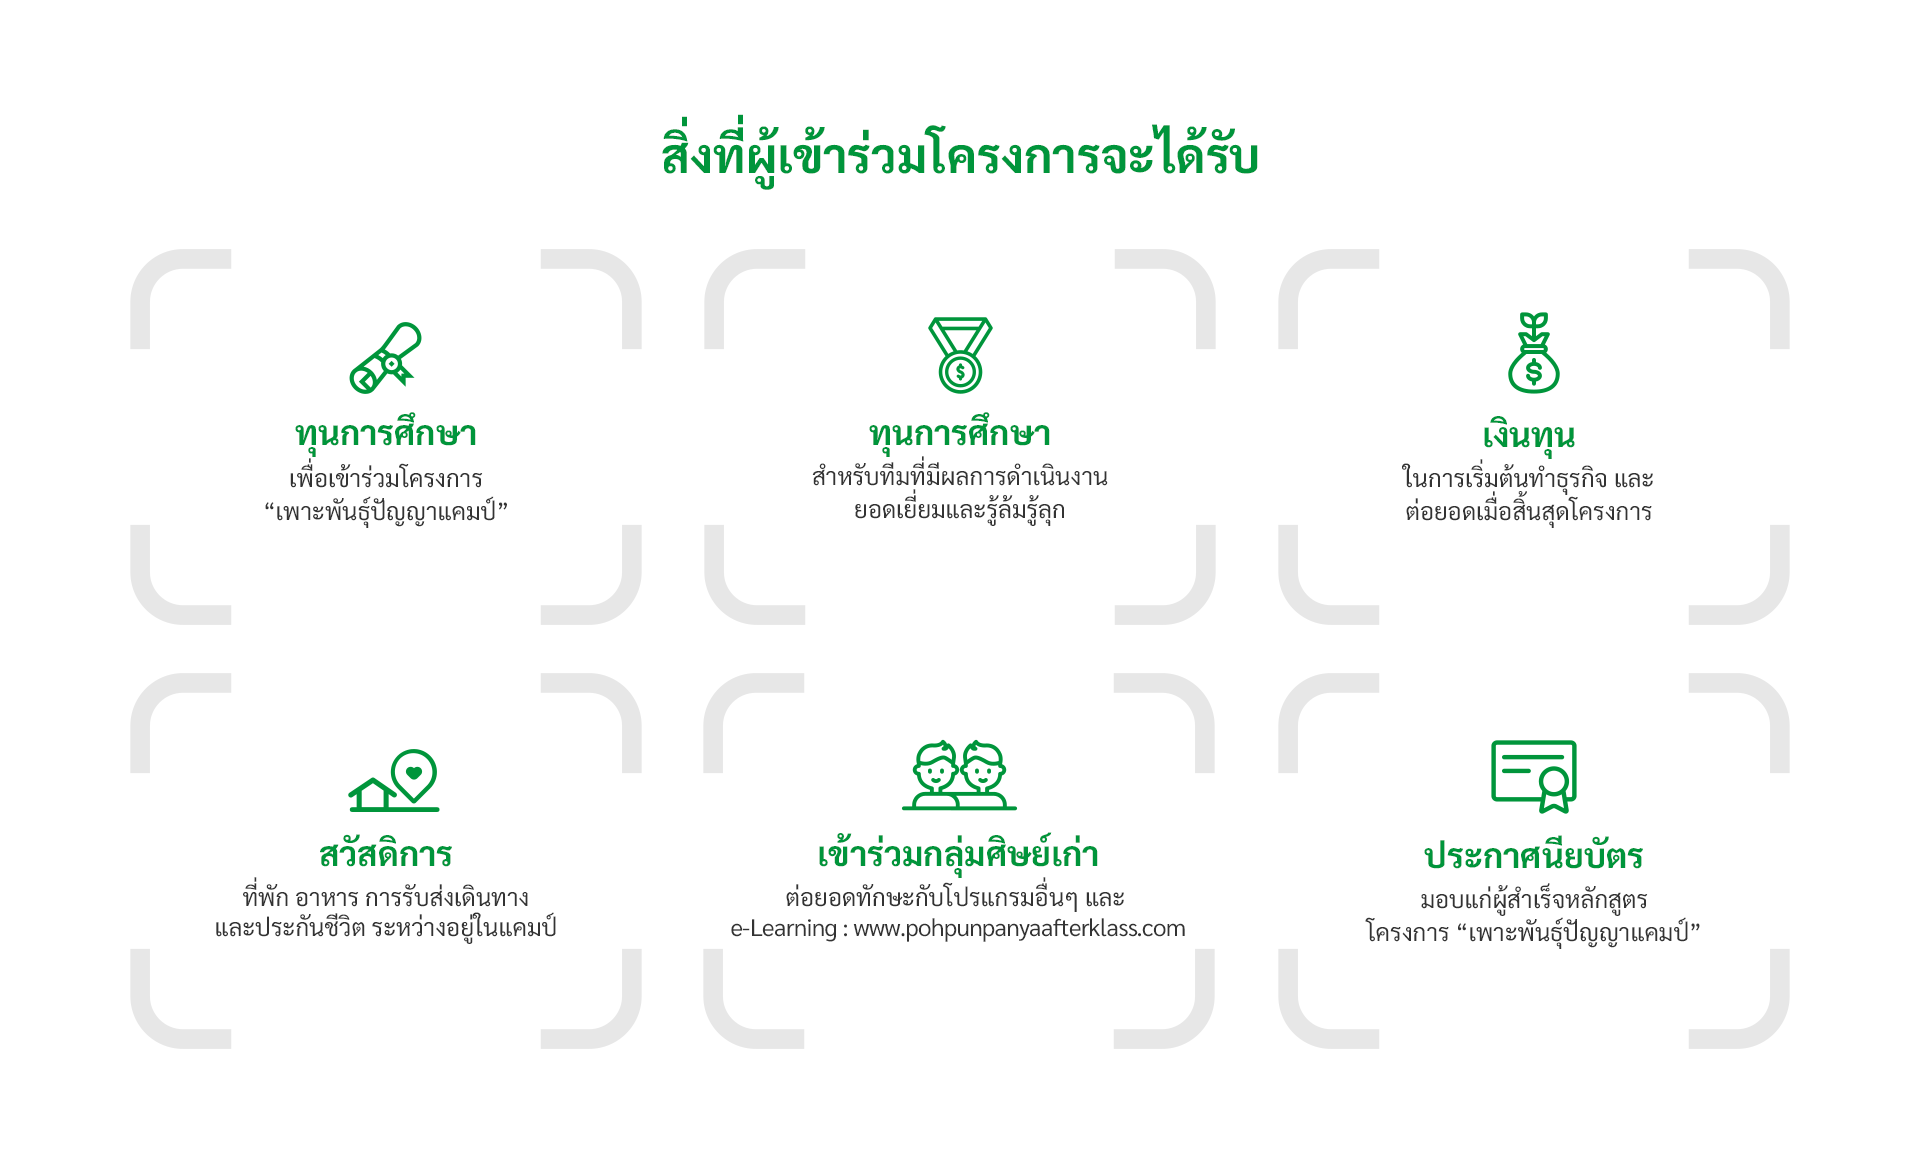 สิ่งที่ผู้เข้าร่วมโครงการจะได้รับ
ทุนการศึกษา
เพื่อเข้าร่วมโครงการ
“เพาะพันธุ์ปัญญาแคมป์”
ทุนการศึกษา
สำหรับทีมที่มีผลการดำเนินงาน
ยอดเยี่ยมและรู้ล้มรู้ลุก
เงินทุน
ในการเริ่มต้นทำธุรกิจ และ
ต่อยอดเมื่อสิ้นสุดโครงการ
สวัสดิการ
ที่พัก อาหาร การรับส่งเดินทาง
และประกันชีวิต ระหว่างอยู่ในแคมป์
เข้าร่วมกลุ่มศิษย์เก่า
ต่อยอดทักษะกับโปรแกรมอื่นๆ และ
e-Learning : www.pohpunpanyaafterklass.com
ประกาศนียบัตร
มอบแก่ผู้สำเร็จหลักสูตร
โครงการ “เพาะพันธุ์ปัญญาแคมป์”